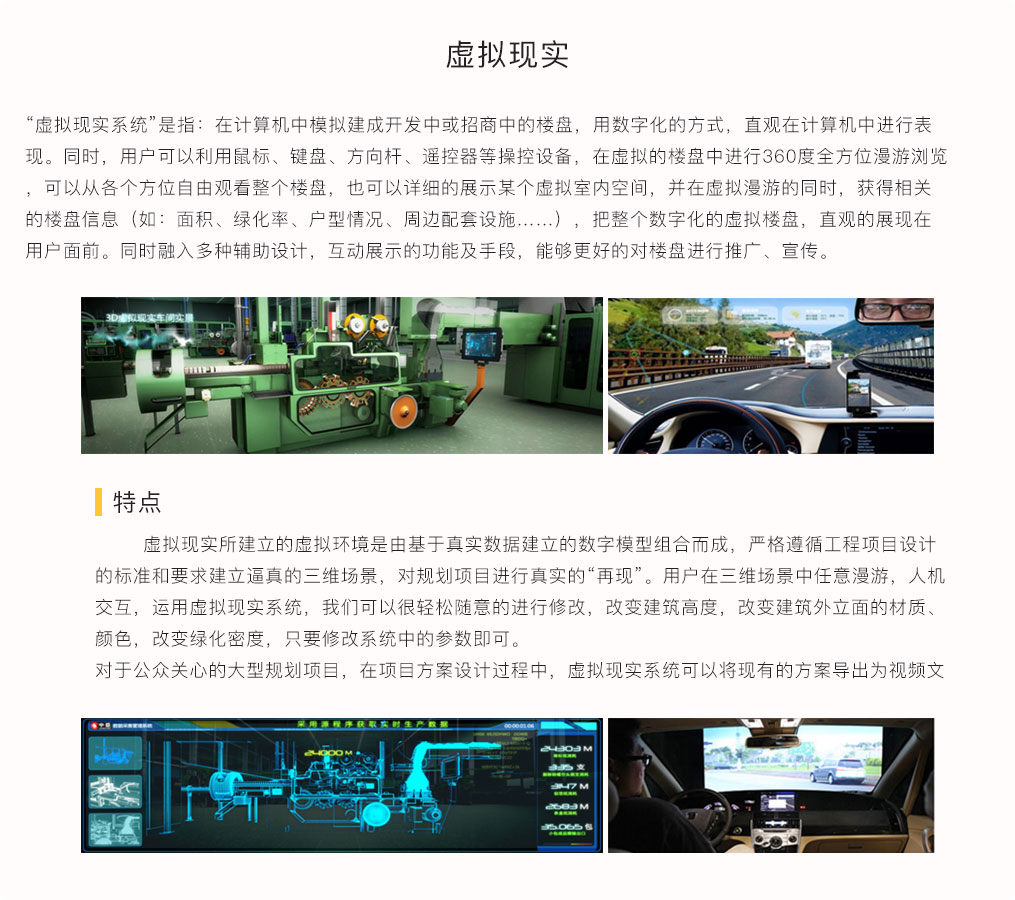 虚拟现实
“虚拟现实系统”是指：在计算机中模拟建成开发中或招商中的楼盘，用数字化的方式，直观在计算机中进行表
现。同时，用户可以利用鼠标、键盘、方向杆、遥控器等操控设备，在虚拟的楼盘中进行360度全方位漫游浏览
，可以从各个方位自由观看整个楼盘，也可以详细的展示某个虚拟室内空间，并在虚拟漫游的同时，获得相关
的楼盘信息（如：面积、绿化率、户型情况、周边配套设施……），把整个数字化的虚拟楼盘，直观的展现在
用户面前。同时融入多种辅助设计，互动展示的功能及手段，能够更好的对楼盘进行推广、宣传。
3D虚拟现实车间实景
特点
虚拟现实所建立的虚拟环境是由基于真实数据建立的数字模型组合而成，严格遵循工程项目设计
的标准和要求建立逼真的三维场景，对规划项目进行真实的“再现”。用户在三维场景中任意漫游，人机
交互，运用虚拟现实系统，我们可以很轻松随意的进行修改，改变建筑高度，改变建筑外立面的材质、
颜色，改变绿化密度，只要修改系统中的参数即可。
对于公众关心的大型规划项目，在项目方案设计过程中，虚拟现实系统可以将现有的方案导出为视频文
采用源程序获取实时生产数据
00:00:01:06
24000 M
24303 M
335 支
347 M
2683 M
35.065 包